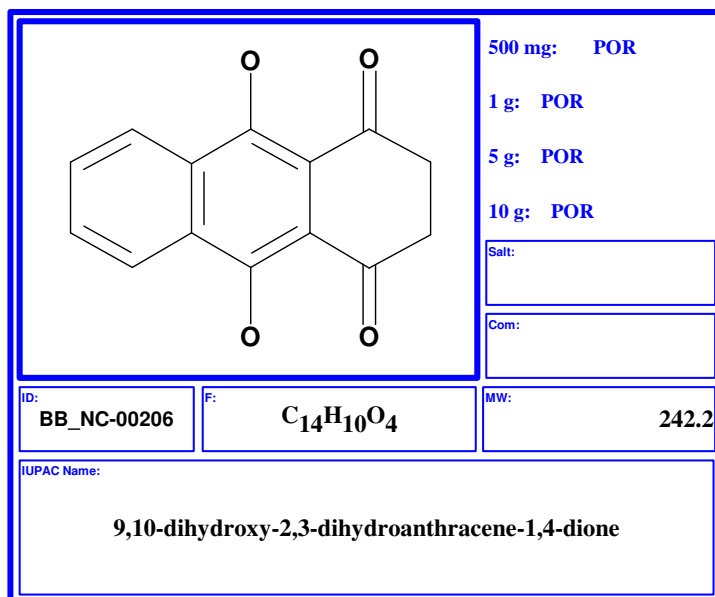 O O
500 mg: POR
1 g: POR
5 g: POR
10 g: POR
Salt:
Com:
O O
ID: BB_NC-00206
F: C14H10O4
MW: 242.2
IUPAC Name:
9,10-dihydroxy-2,3-dihydroanthracene-1,4-dione